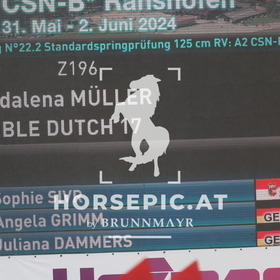 CSN-B* Ranshofen
31. Mai - 2. Juni 2024
N°22.2 Standardspringprüfung 125 cm RV: A2 CSN-
Z196
dalena MÜLLER
BLE DUTCH 17
Sophie
HORSEPIC.AT
Angela GRIMM
GE
by BRUNNMAYR
Juliana DAMMERS
GE